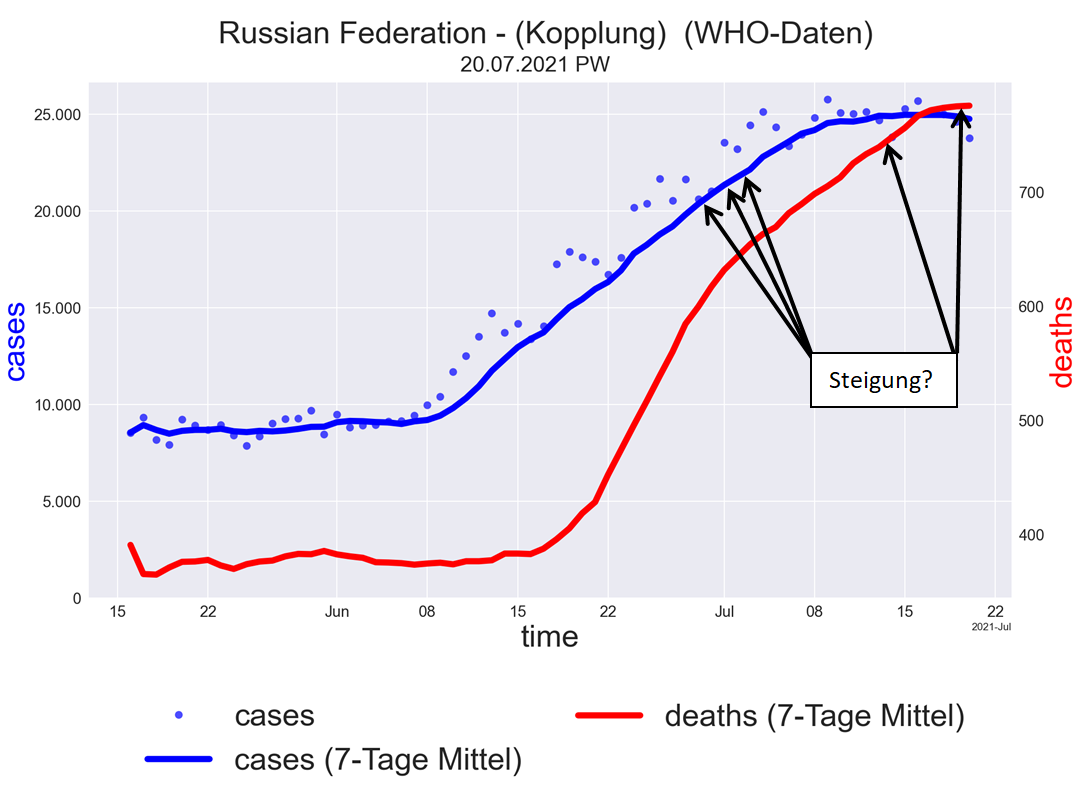 Russian Federation - (Kopplung)  (WHO-Daten)
20.07.2021 PW
25.000
20.000
15.000
10.000
5.000
0
cases
700
600
500
400
deaths
Steigung?
15 22 Jun 08 15 22 Jul 08 15 22
2021-Jul
time
cases
deaths (7-Tage Mittel)
cases (7-Tage Mittel)